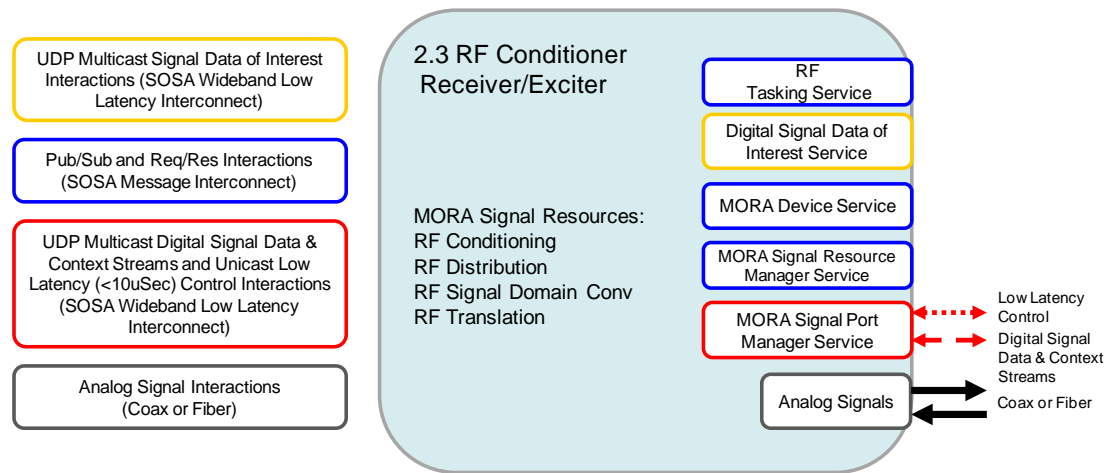 UDP Multicast Signal Data of Interest
Interactions (SOSA Wideband Low
Latency Interconnect)
Pub/Sub and Req/Res Interactions
(SOSA Message Interconnect)
UDP Multicast Digital Signal Data &
Context Streams and Unicast Low
Latency (<10uSec) Control Interactions
(SOSA Wideband Low Latency
Interconnect)
Analog Signal Interactions
(Coax or Fiber)
2.3 RF Conditioner
Receiver/Exciter
MORA Signal Resources:
RF Conditioning
RF Distribution
RF Signal Domain Conv
RF Translation
RF
Tasking Service
Digital Signal Data of
Interest Service
MORA Device Service
MORA Signal Resource
Manager Service
MORA Signal Port
Manager Service
Analog Signals
Low Latency
Control
Digital Signal
Data & Context
Streams
Coax or Fiber